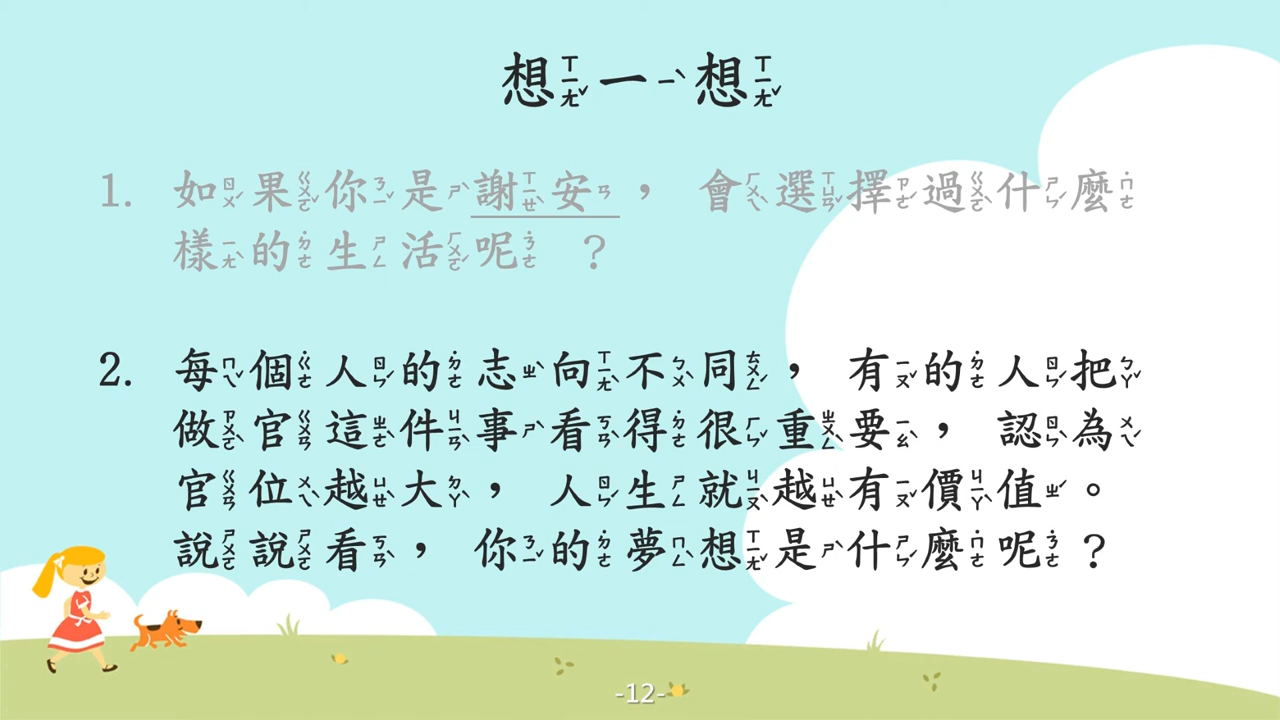 想一想
1. 如果你是謝安，會選擇過什麼
樣的生活呢？
2. 每個人的志向不同，有的人把
做官這件事看得很重要，認為
官位越大，人生就越有價值。
說說看，你的夢想是什麼呢？
-12-